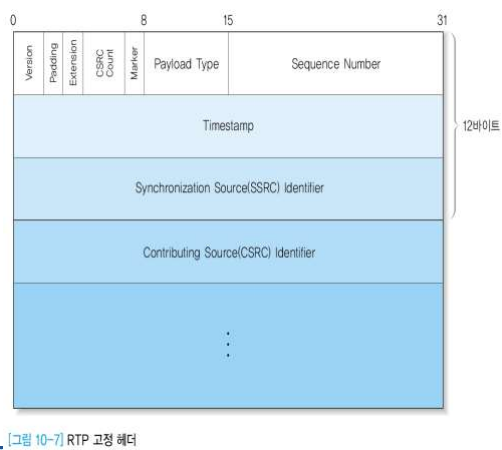 0 8 15 31
Version Padding Extension CSRC Count Marker Payload Type Sequence Number
12바이트
Timestamp
Synchronization Source(SSRC) Identifier
Contributing Source(CSRC) Identifier
[그림 10-7] RTP 고정 헤더